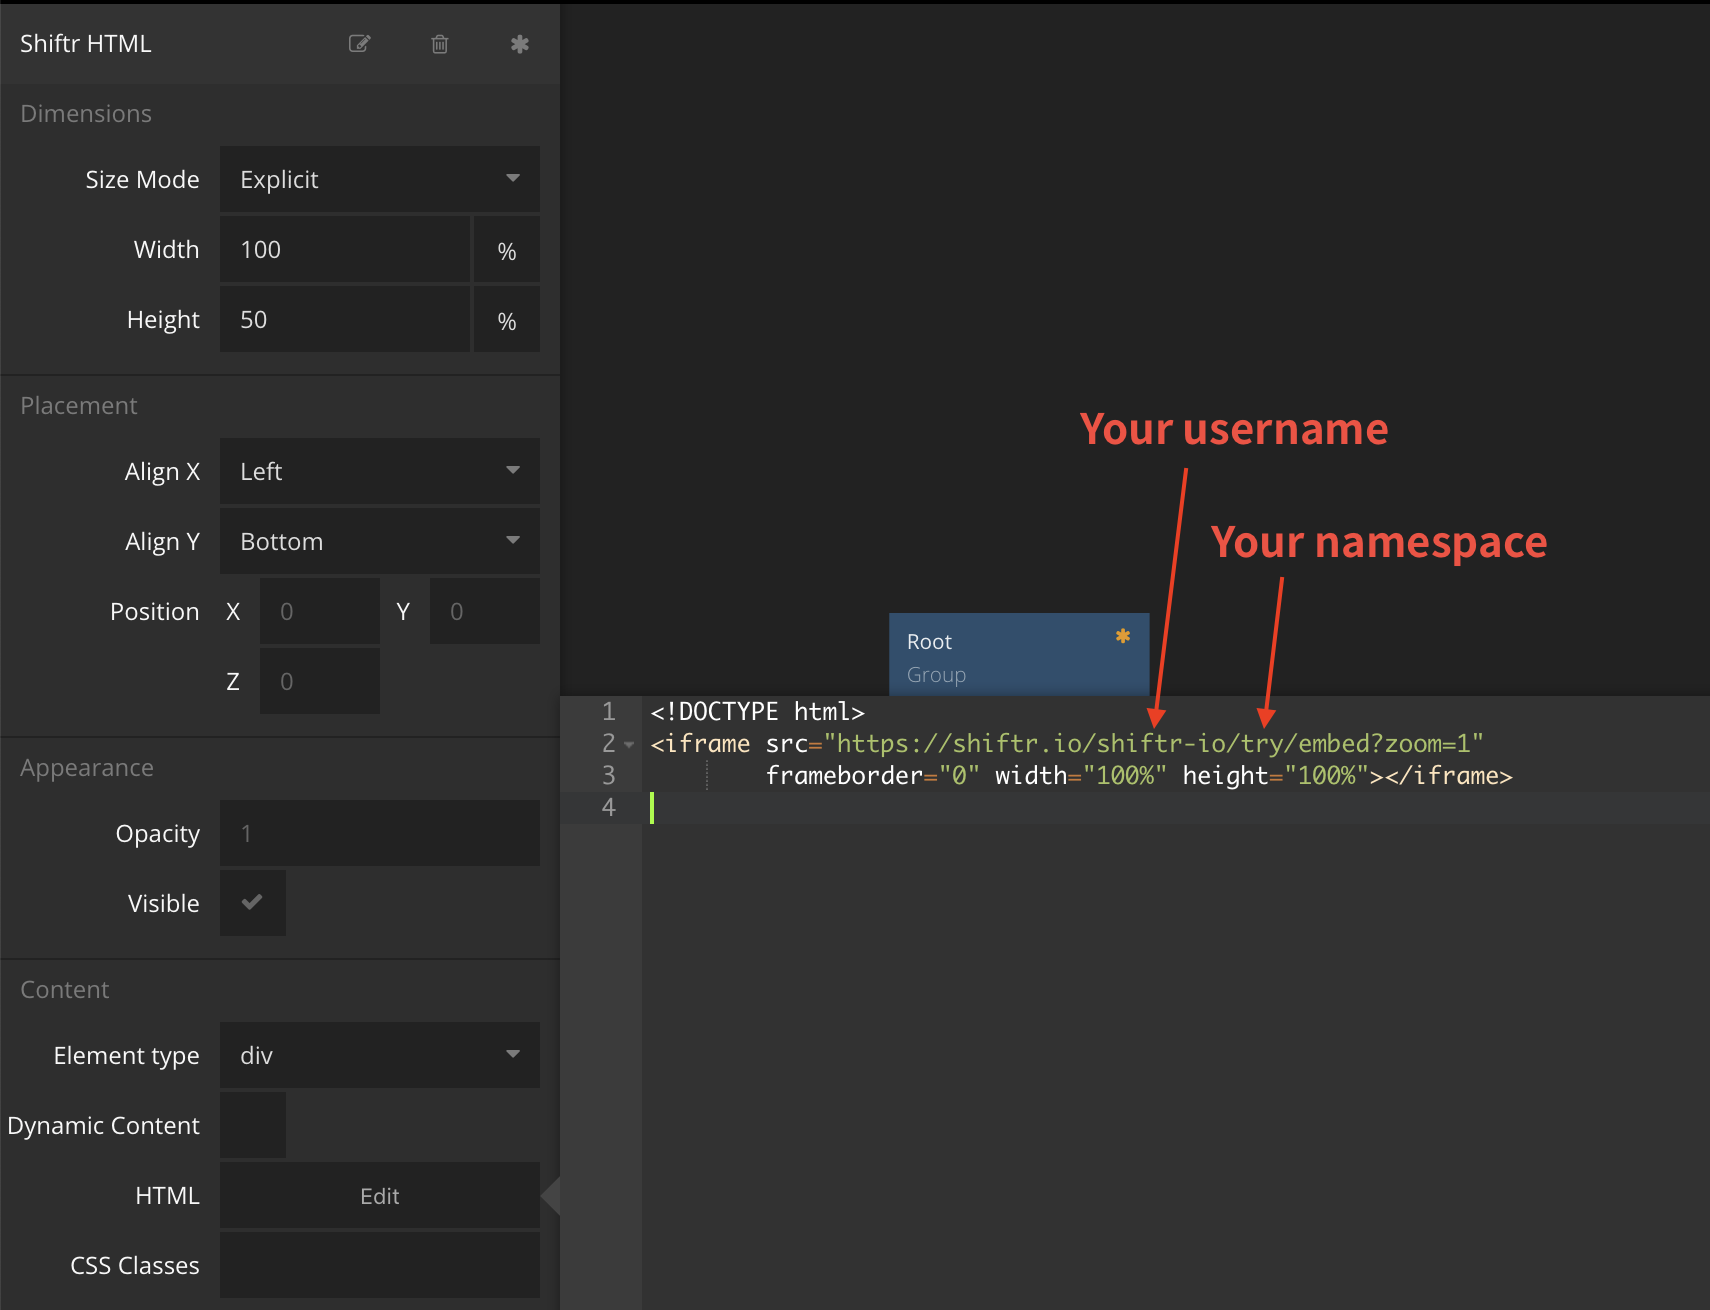 Shiftr HTML
Dimensions
Size Mode Explicit
Width 100 %
Height 50 %
Placement
Align X Left
Align Y Bottom
Position X 0 Y 0
Z 0
Appearance
Opacity 1
Visible
Content
Element type div
Dynamic Content
HTML Edit
CSS Classes
Your username
Your namespace
Root
Group
1 <!DOCTYPE html>
2 <iframe src="https://shiftr.io/shiftr-io/try/embed?zoom=1"
3 frameborder="0" width="100%" height="100%"></iframe>
4